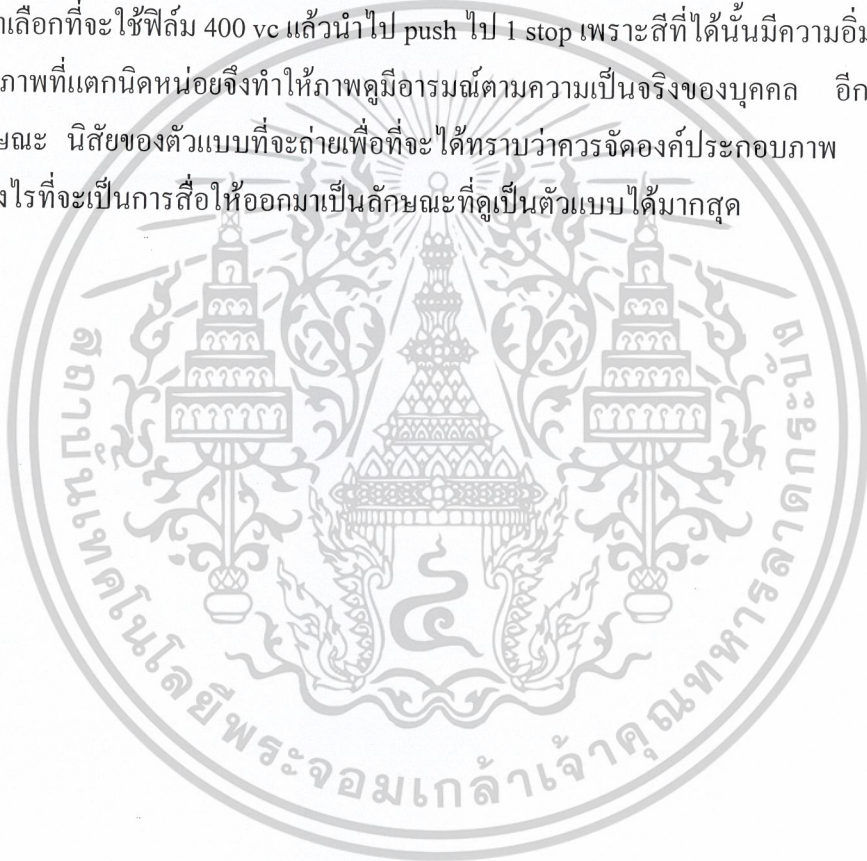 เลือกที่จะใช้ฟิล์ม 400 vc แล้วนำไป push ไป 1 stop เพราะสีที่ได้นั้นมีความอิ่ม
ภาพที่แตกนิดหน่อยจึงทำให้ภาพดูมีอารมณ์ตามความเป็นจริงของบุคคล อีก
ษณะ นิสัยของตัวแบบที่จะถ่ายเพื่อที่จะได้ทราบว่าควรจัดองค์ประกอบภาพ
งไรที่จะเป็นการสื่อให้ออกมาเป็นลักษณะที่ดูเป็นตัวแบบได้มากสุด
สถาบันเทคโนโลยีพระจอมเกล้าเจ้าคุณทหารลาดกระบัง